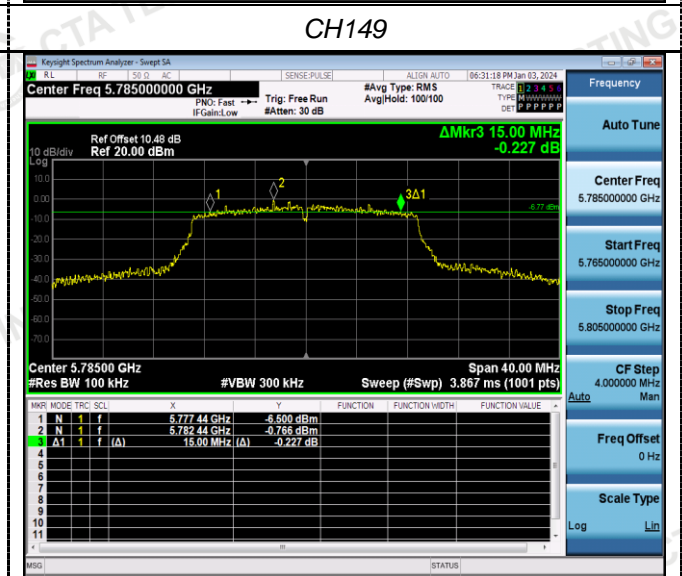 CH149
Keysight Spectrum Analyzer - Swept SA
RL RF 50 Ω AC SENSE:PULSE ALIGN AUTO 06:31:18 PM Jan 03, 2024
Center Freq 5.785000000 GHz #Avg Type: RMS TRACE 1 2 3 4 5 6
PNO: Fast Trig: Free Run Avg|Hold: 100/100 TYPE M W W W W W
IFGain:Low #Atten: 30 dB DET P P P P P P
ΔMkr3 15.00 MHz
-0.227 dB
Ref Offset 10.48 dB
10 dB/div Ref 20.00 dBm
Log
10.0
0.00
-10.0
-20.0
-30.0
-50.0
-60.0
-70.0
1
2
3Δ1
-6.77 dBm
Center 5.78500 GHz Span 40.00 MHz
#Res BW 100 kHz #VBW 300 kHz Sweep (#Swp) 3.867 ms (1001 pts)
MKR MODE TRC SCL X Y FUNCTION FUNCTION WIDTH FUNCTION VALUE
1 N 1 f 5.777 44 GHz -6.500 dBm
2 N 1 f 5.782 44 GHz -0.766 dBm
3 Δ1 1 f (Δ) 15.00 MHz (Δ) -0.227 dB
4
5
6
7
8
9
10
11
MSG STATUS
Frequency
Auto Tune
Center Freq
5.785000000 GHz
Start Freq
5.765000000 GHz
Stop Freq
5.805000000 GHz
CF Step
4.000000 MHz
Auto Man
Freq Offset
0 Hz
Scale Type
Log Lin
CTA TESTING